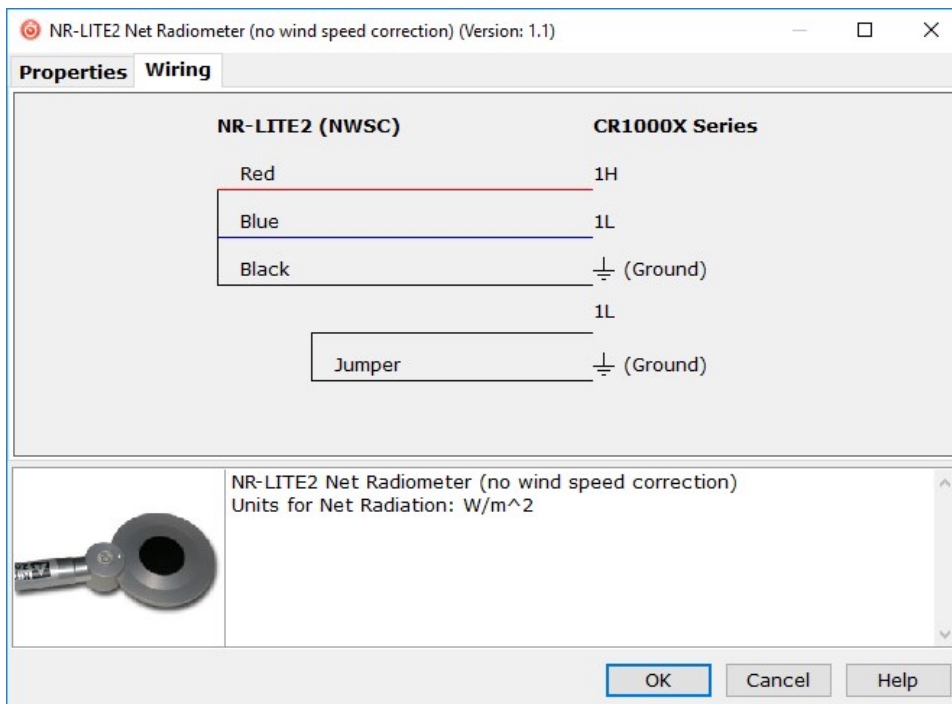 NR-LITE2 Net Radiometer (no wind speed correction) (Version: 1.1)
Properties Wiring
NR-LITE2 (NWSC) CR1000X Series
Red 1H
Blue 1L
Black (Ground)
1L
Jumper (Ground)
NR-LITE2 Net Radiometer (no wind speed correction)
Units for Net Radiation: W/m^2
OK Cancel Help